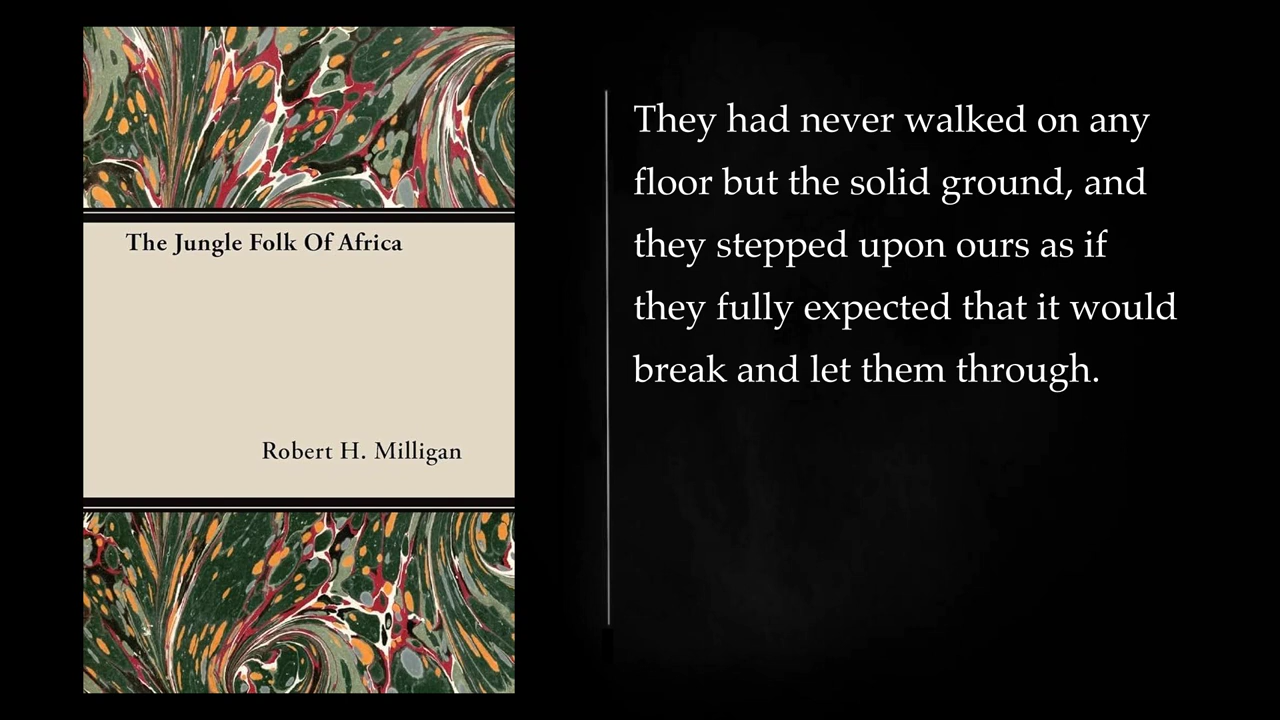 The Jungle Folk Of Africa
Robert H. Milligan
They had never walked on any
floor but the solid ground, and
they stepped upon ours as if
they fully expected that it would
break and let them through.